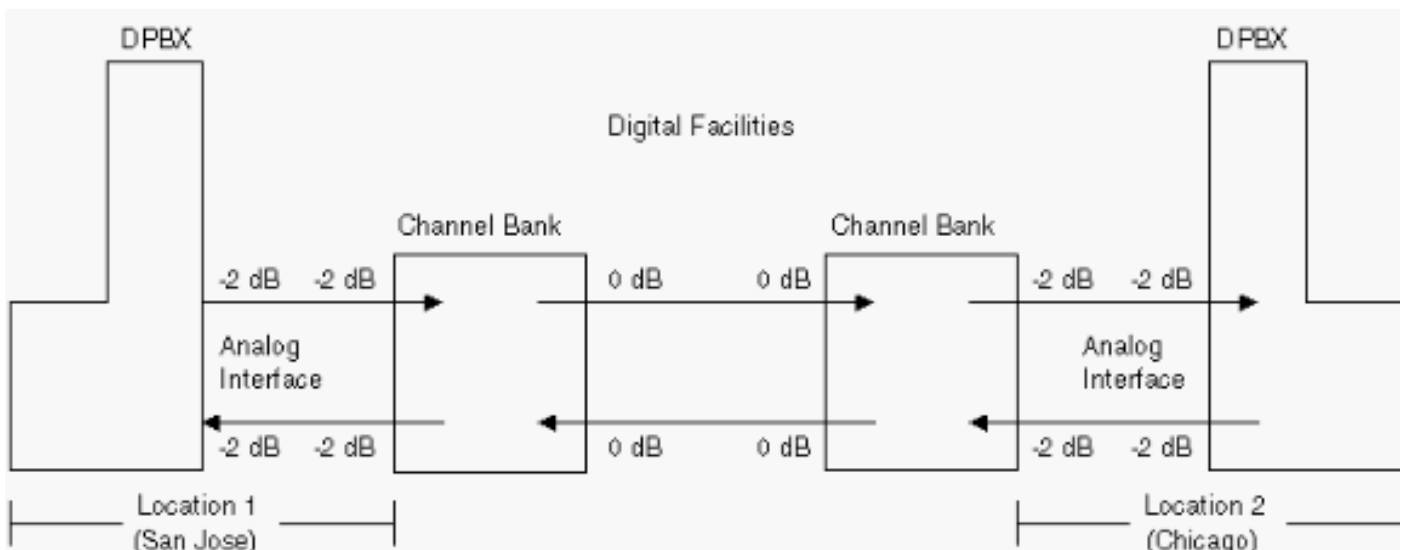 DPBX
DPBX
Digital Facilities
Channel Bank
Channel Bank
-2 dB -2 dB
0 dB
0 dB
-2 dB -2 dB
Analog
Interface
Analog
Interface
-2 dB -2 dB
0 dB
0 dB
-2 dB -2 dB
Location 1
(San Jose)
Location 2
(Chicago)